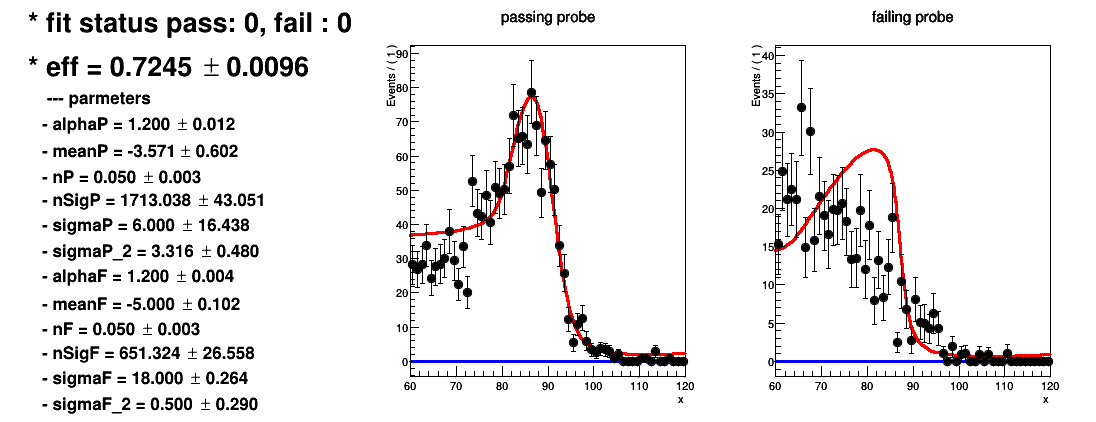 * fit status pass: 0, fail : 0
* eff = 0.7245 ± 0.0096
--- parmeters
- alphaP = 1.200 ± 0.012
- meanP = -3.571 ± 0.602
- nP = 0.050 ± 0.003
- nSigP = 1713.038 ± 43.051
- sigmaP = 6.000 ± 16.438
- sigmaP_2 = 3.316 ± 0.480
- alphaF = 1.200 ± 0.004
- meanF = -5.000 ± 0.102
- nF = 0.050 ± 0.003
- nSigF = 651.324 ± 26.558
- sigmaF = 18.000 ± 0.264
- sigmaF_2 = 0.500 ± 0.290
passing probe
Events / ( 1 )
90
80
70
60
50
40
30
20
10
0
60 70 80 90 100 110 120
x
failing probe
Events / ( 1 )
40
35
30
25
20
15
10
5
0
60 70 80 90 100 110 120
x